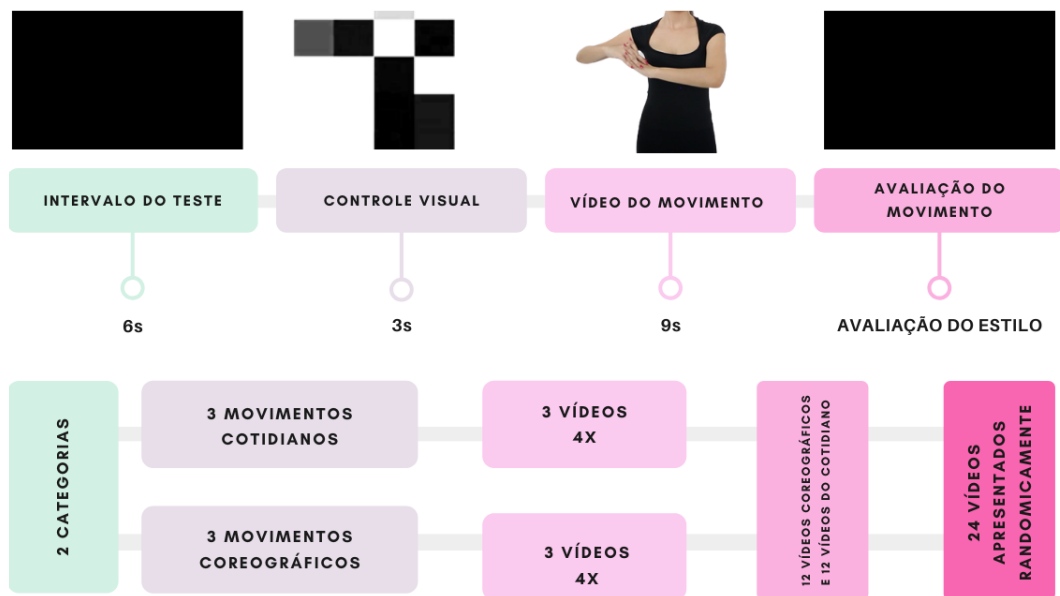 INTERVALO DO TESTE
CONTROLE VISUAL
VÍDEO DO MOVIMENTO
AVALIAÇÃO DO
MOVIMENTO
6s
3s
9s
AVALIAÇÃO DO ESTILO
2 CATEGORIAS
3 MOVIMENTOS
COTIDIANOS
3 VÍDEOS
4X
3 MOVIMENTOS
COREOGRÁFICOS
3 VÍDEOS
4X
12 VÍDEOS COREOGRÁFICOS
E 12 VÍDEOS DO COTIDIANO
24 VÍDEOS
APRESENTADOS
RANDOMICAMENTE